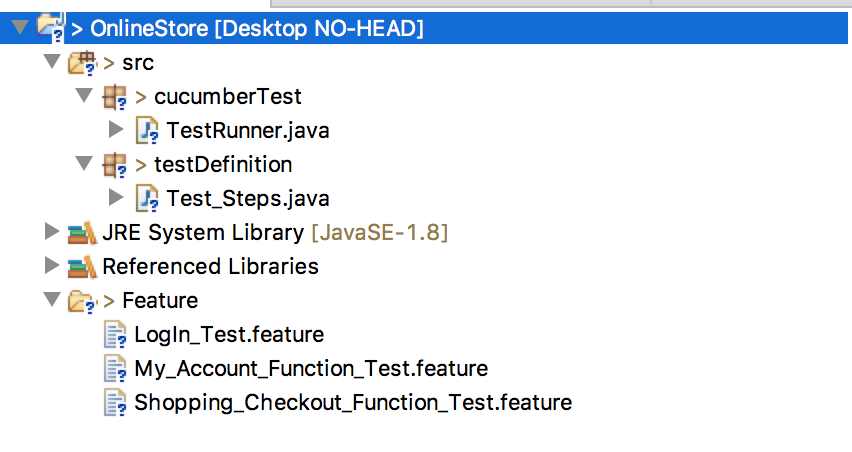 > OnlineStore [Desktop NO-HEAD]
> src
> cucumberTest
TestRunner.java
> testDefinition
Test_Steps.java
JRE System Library [JavaSE-1.8]
Referenced Libraries
> Feature
LogIn_Test.feature
My_Account_Function_Test.feature
Shopping_Checkout_Function_Test.feature